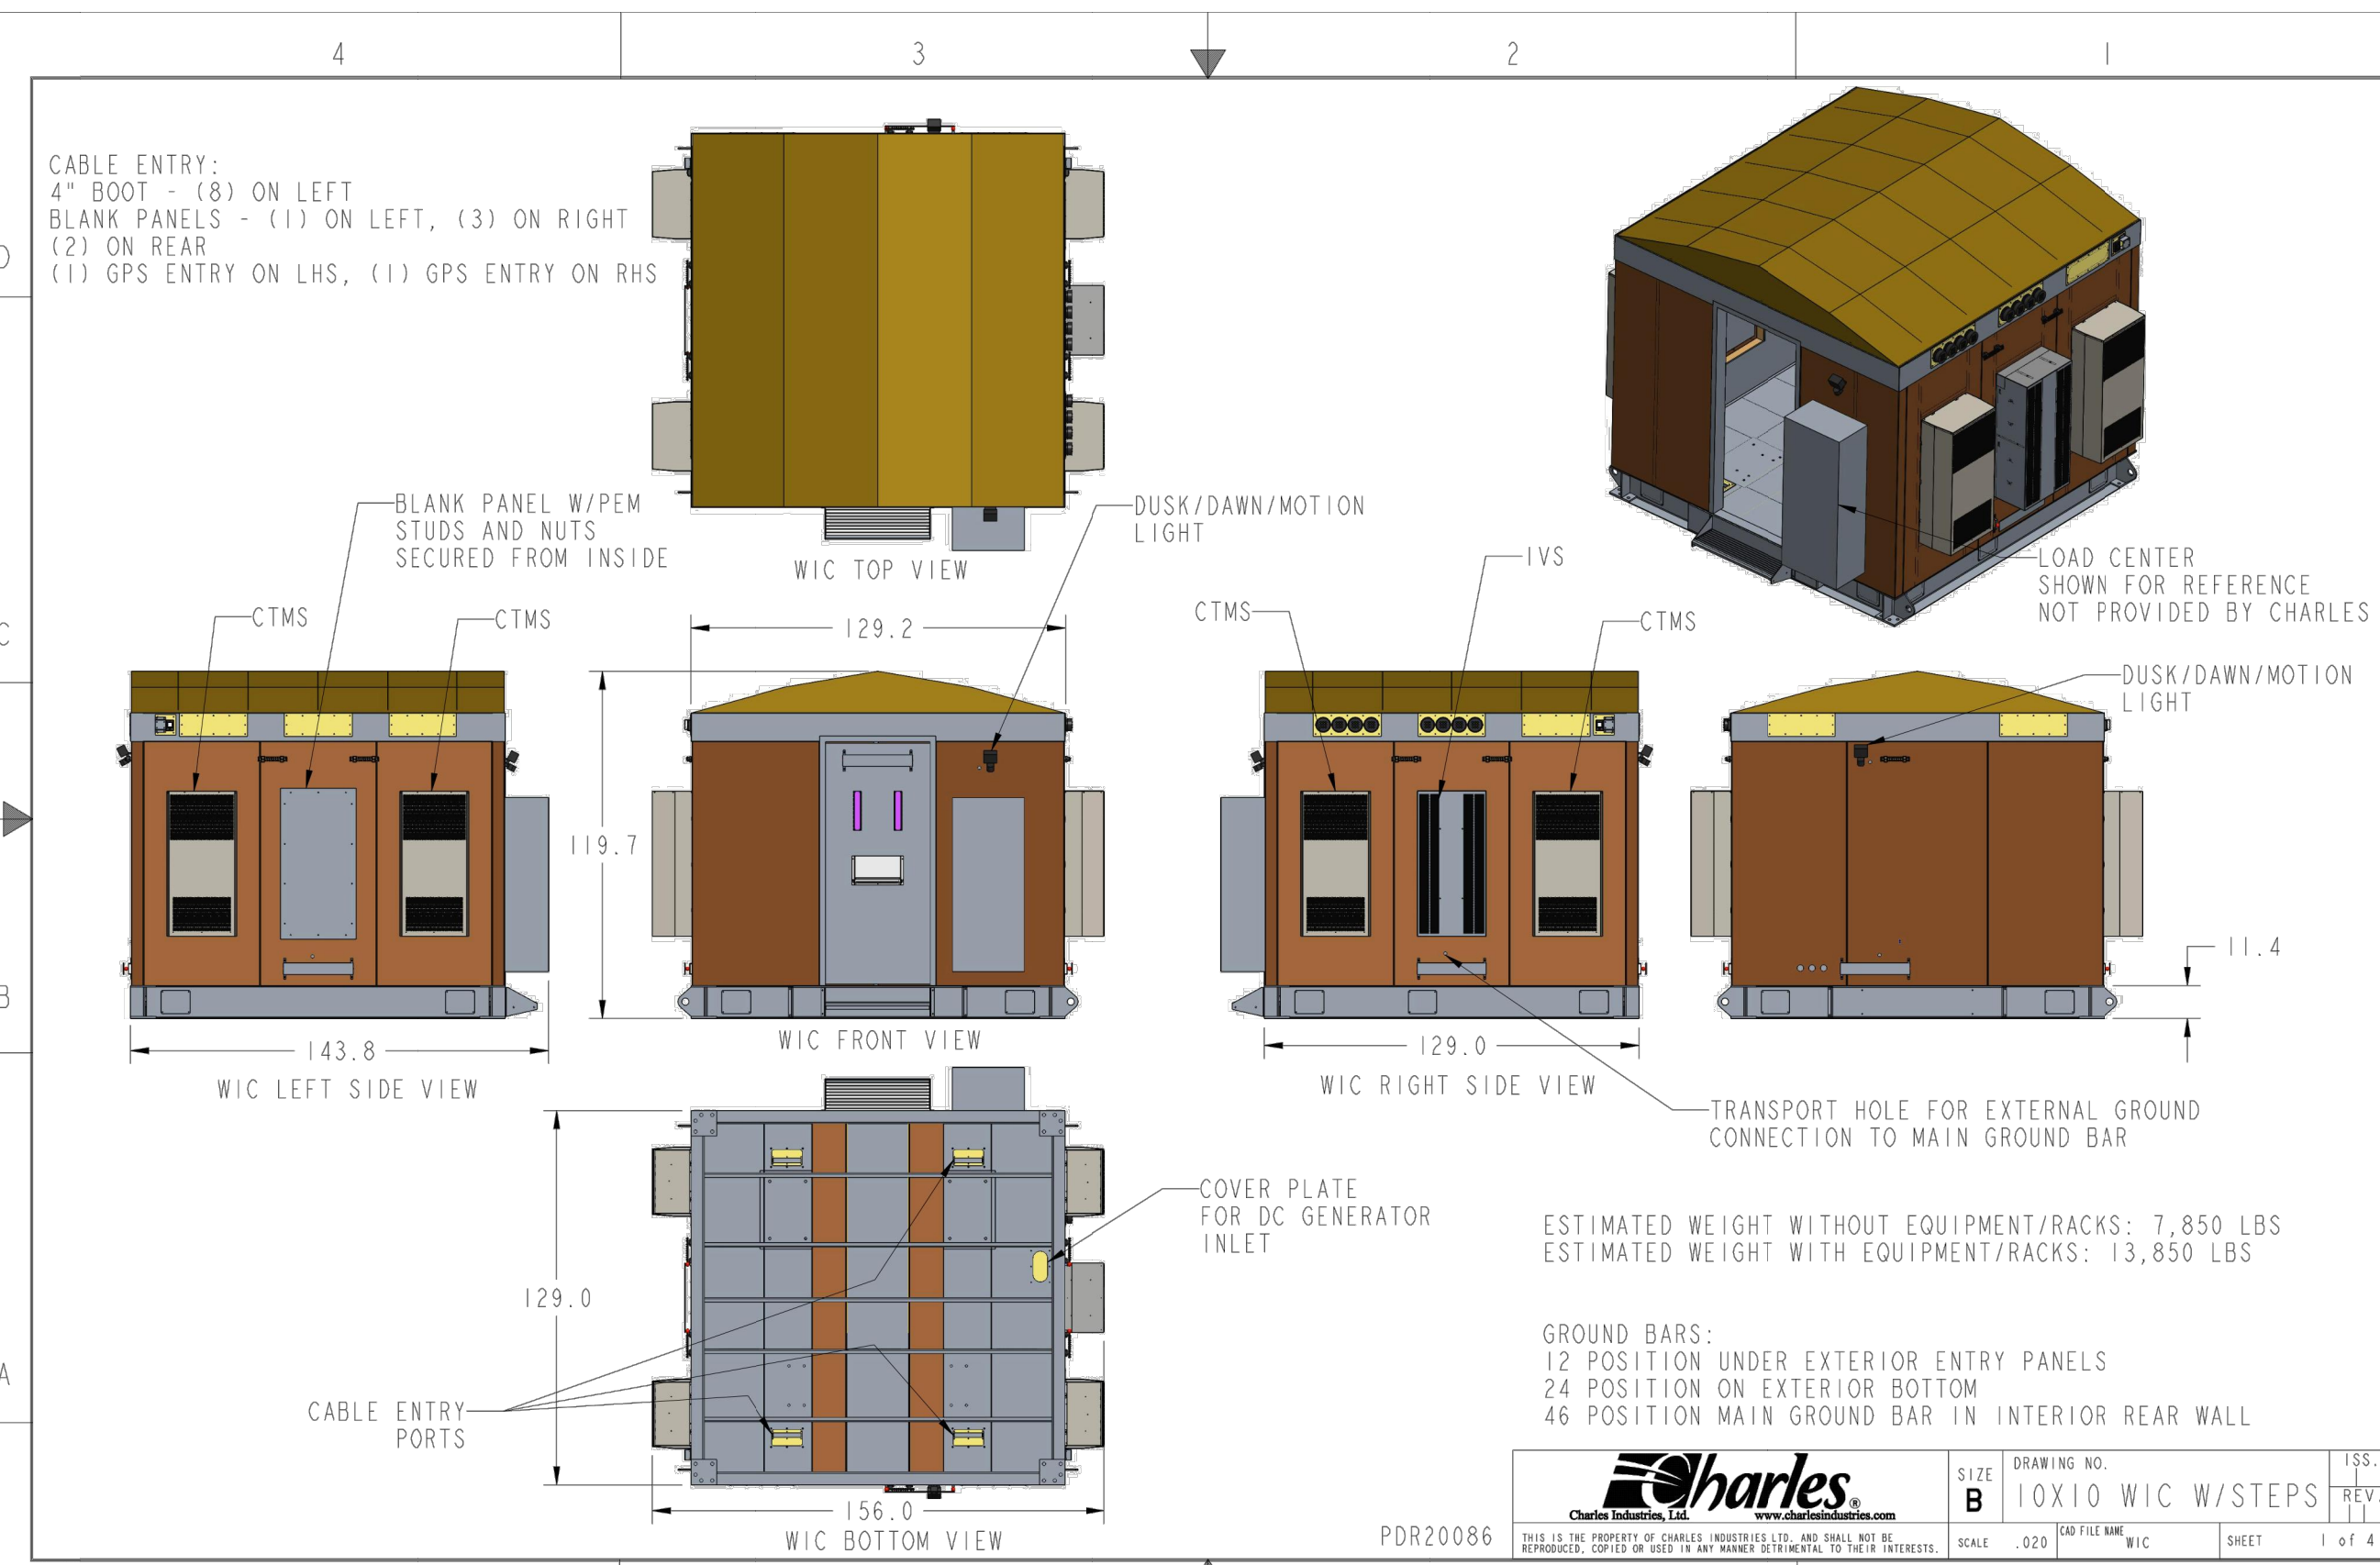 4
3
2
1
D
C
B
A
CABLE ENTRY:
4" BOOT - (8) ON LEFT
BLANK PANELS - (1) ON LEFT, (3) ON RIGHT
(2) ON REAR
(1) GPS ENTRY ON LHS, (1) GPS ENTRY ON RHS
BLANK PANEL W/PEM
STUDS AND NUTS
SECURED FROM INSIDE
WIC TOP VIEW
DUSK/DAWN/MOTION
LIGHT
LOAD CENTER
SHOWN FOR REFERENCE
NOT PROVIDED BY CHARLES
CTMS
CTMS
129.2
119.7
CTMS
IVS
CTMS
DUSK/DAWN/MOTION
LIGHT
11.4
143.8
WIC LEFT SIDE VIEW
WIC FRONT VIEW
129.0
WIC RIGHT SIDE VIEW
TRANSPORT HOLE FOR EXTERNAL GROUND
CONNECTION TO MAIN GROUND BAR
COVER PLATE
FOR DC GENERATOR
INLET
129.0
CABLE ENTRY
PORTS
156.0
WIC BOTTOM VIEW
ESTIMATED WEIGHT WITHOUT EQUIPMENT/RACKS: 7,850 LBS
ESTIMATED WEIGHT WITH EQUIPMENT/RACKS: 13,850 LBS
GROUND BARS:
12 POSITION UNDER EXTERIOR ENTRY PANELS
24 POSITION ON EXTERIOR BOTTOM
46 POSITION MAIN GROUND BAR IN INTERIOR REAR WALL
PDR20086
Charles®
Charles Industries, Ltd. www.charlesindustries.com
THIS IS THE PROPERTY OF CHARLES INDUSTRIES LTD. AND SHALL NOT BE
REPRODUCED, COPIED OR USED IN ANY MANNER DETRIMENTAL TO THEIR INTERESTS.
SIZE
B
DRAWING NO.
10X10 WIC W/STEPS
ISS.
1
REV.
11
SCALE .020
CAD FILE NAME WIC
SHEET 1 of 4